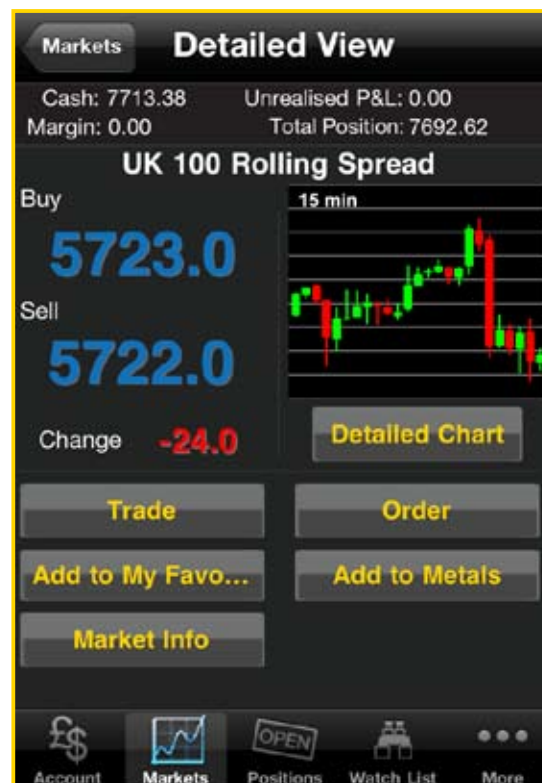 Markets
Detailed View
Cash: 7713.38 Unrealised P&L: 0.00
Margin: 0.00 Total Position: 7692.62
UK 100 Rolling Spread
Buy
15 min
5723.0
Sell
5722.0
Change -24.0
Detailed Chart
Trade
Order
Add to My Favo...
Add to Metals
Market Info
£$
OPEN
Account Markets Positions Watch List More